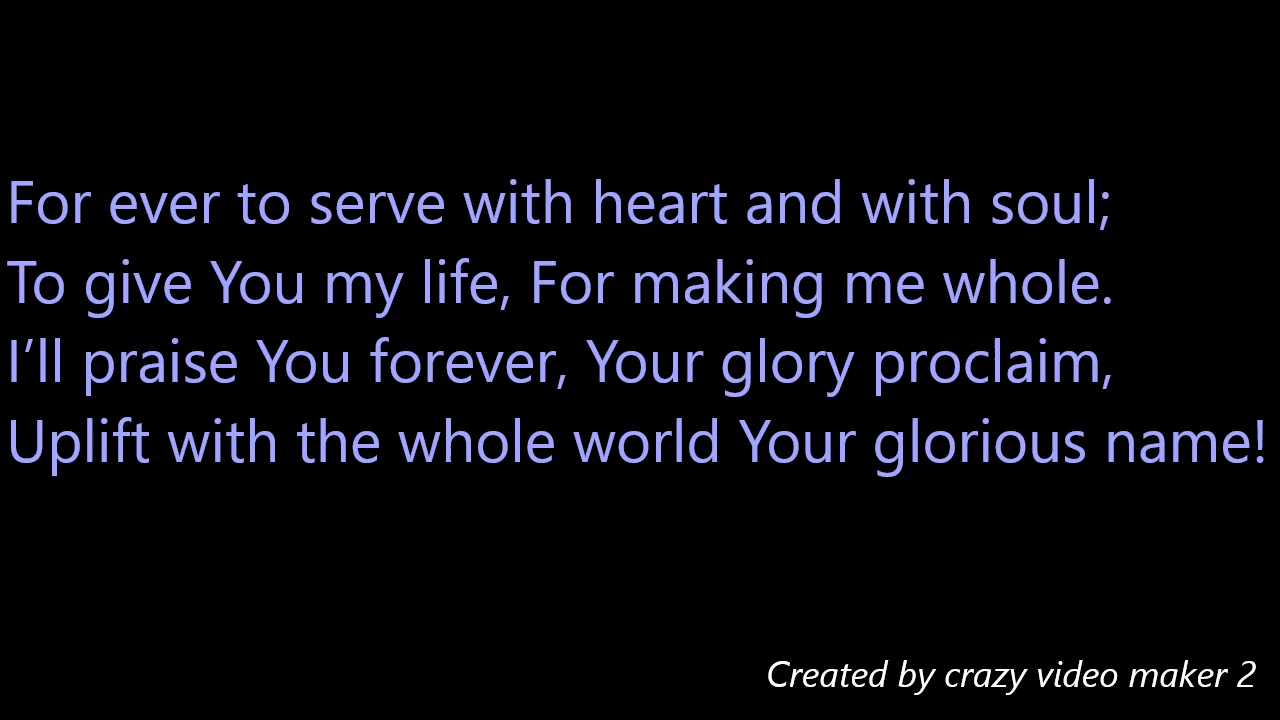 For ever to serve with heart and with soul;
To give You my life, For making me whole.
I’ll praise You forever, Your glory proclaim,
Uplift with the whole world Your glorious name!
Created by crazy video maker 2